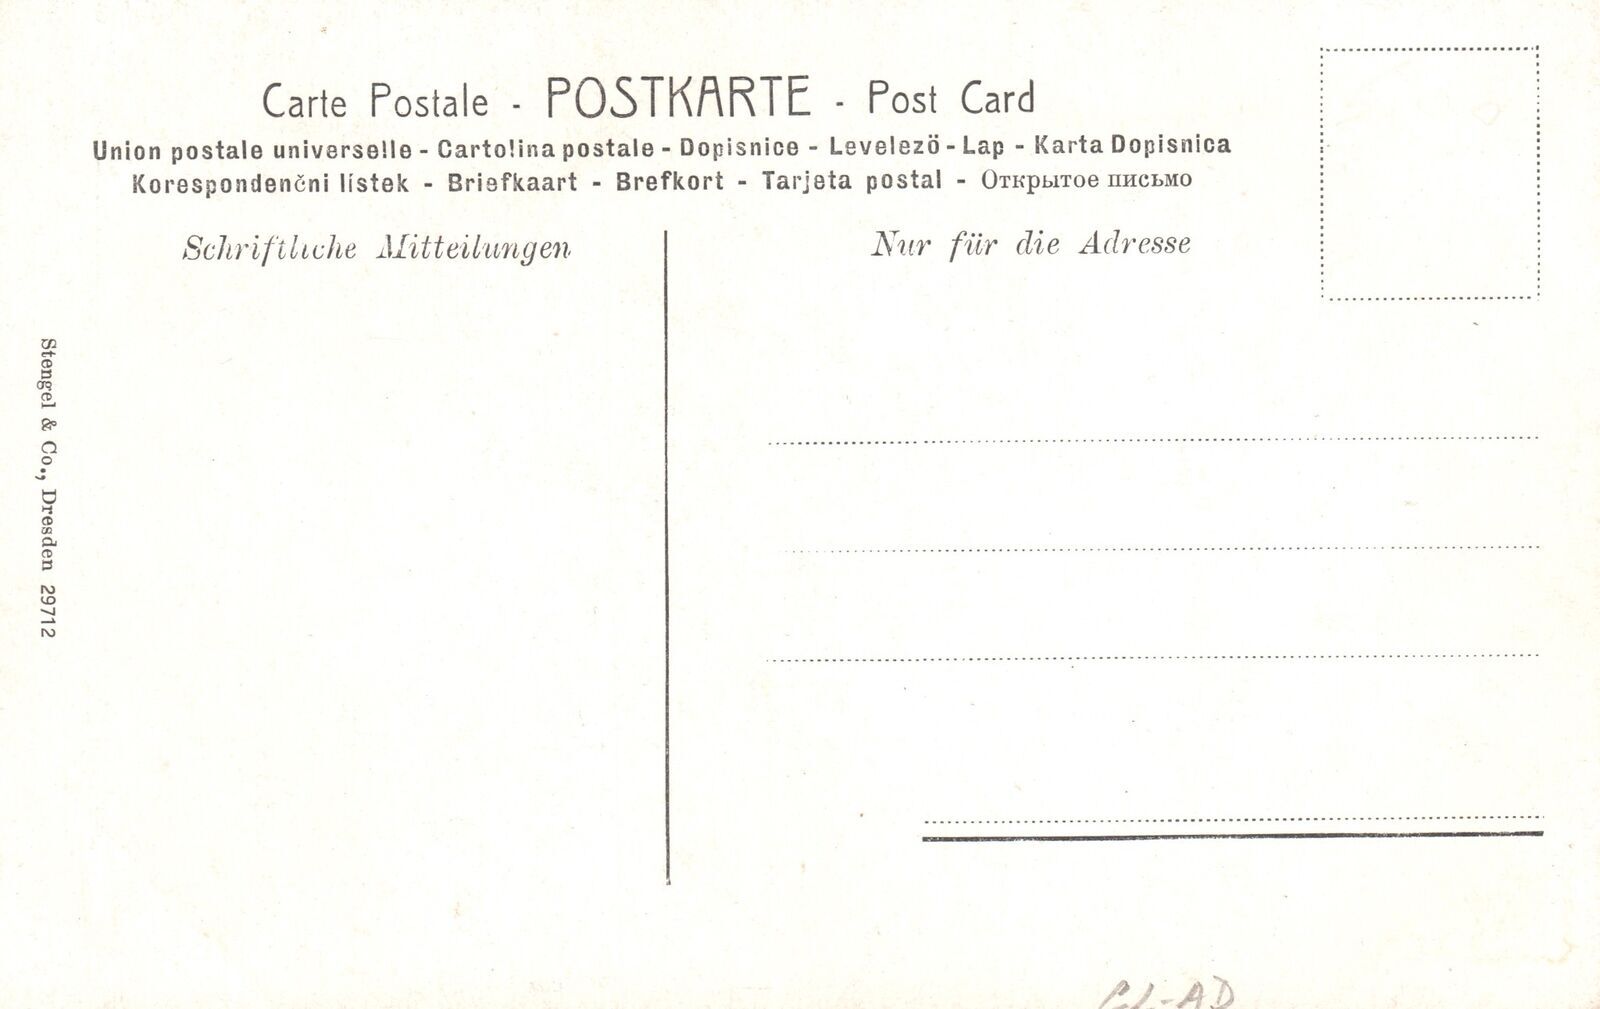 Carte Postale - POSTKARTE - Post Card
Union postale universelle - Cartolina postale - Dopisnice - Levelezö - Lap - Karta Dopisnica
Korespondenčni lístek - Briefkaart - Brefkort - Tarjeta postal - Открытое письмо
Schriftliche Mitteilungen
Nur für die Adresse
Stengel & Co., Dresden 29712